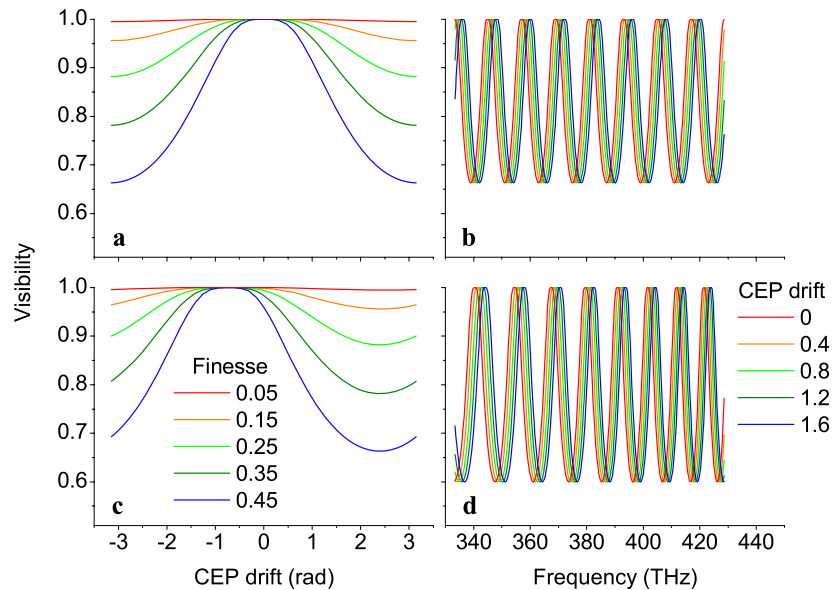 1.0
0.9
0.8
0.7
0.6
a
b
Visibility
1.0
0.9
0.8
0.7
0.6
c
d
Finesse
0.05
0.15
0.25
0.35
0.45
CEP drift
0
0.4
0.8
1.2
1.6
-3 -2 -1 0 1 2 3
340 360 380 400 420 440
CEP drift (rad)
Frequency (THz)